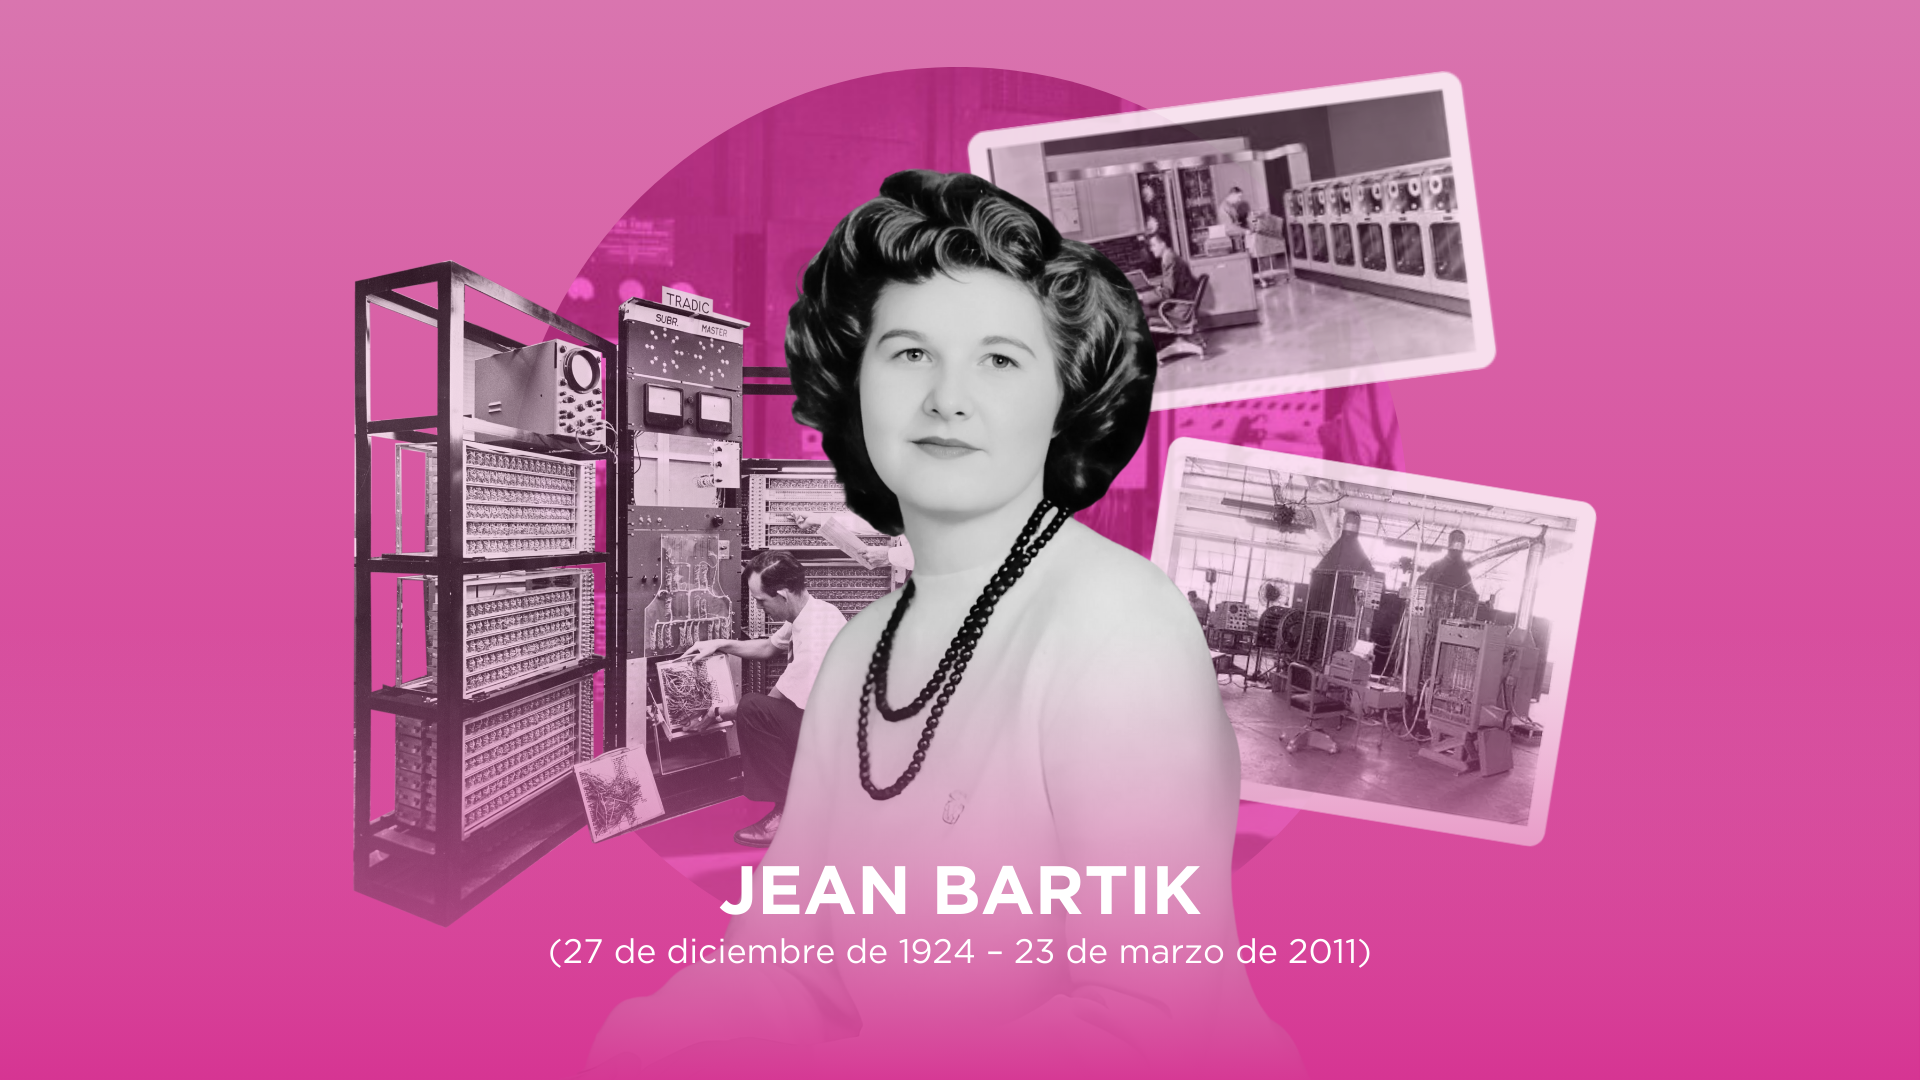 TRADIC
SUBR. MASTER
JEAN BARTIK
(27 de diciembre de 1924 – 23 de marzo de 2011)